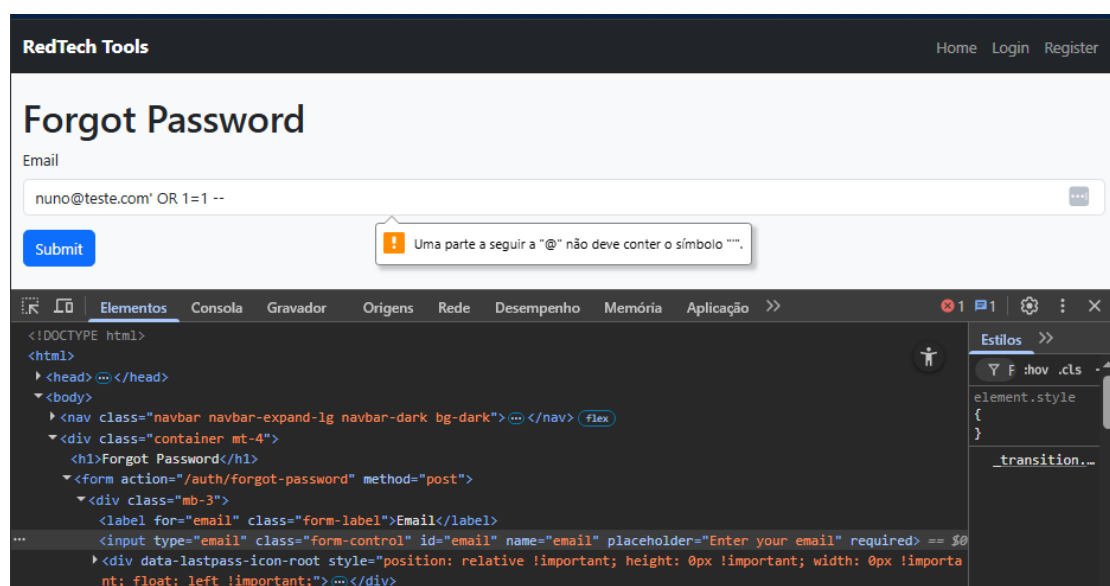 RedTech Tools
Home Login Register
Forgot Password
Email
nuno@teste.com' OR 1=1 --
Submit
! Uma parte a seguir a "@" não deve conter o símbolo "'".
Elementos Consola Gravador Origens Rede Desempenho Memória Aplicação >> 1 1
<!DOCTYPE html>
<html>
<head> … </head>
<body>
<nav class="navbar navbar-expand-lg navbar-dark bg-dark"> … </nav> flex
<div class="container mt-4">
<h1>Forgot Password</h1>
<form action="/auth/forgot-password" method="post">
<div class="mb-3">
<label for="email" class="form-label">Email</label>
<input type="email" class="form-control" id="email" name="email" placeholder="Enter your email" required> == $0
<div data-lastpass-icon-root style="position: relative !important; height: 0px !important; width: 0px !importa
nt; float: left !important;"> … </div>
Estilos >>
F :hov .cls
element.style
{
}
_transition.…